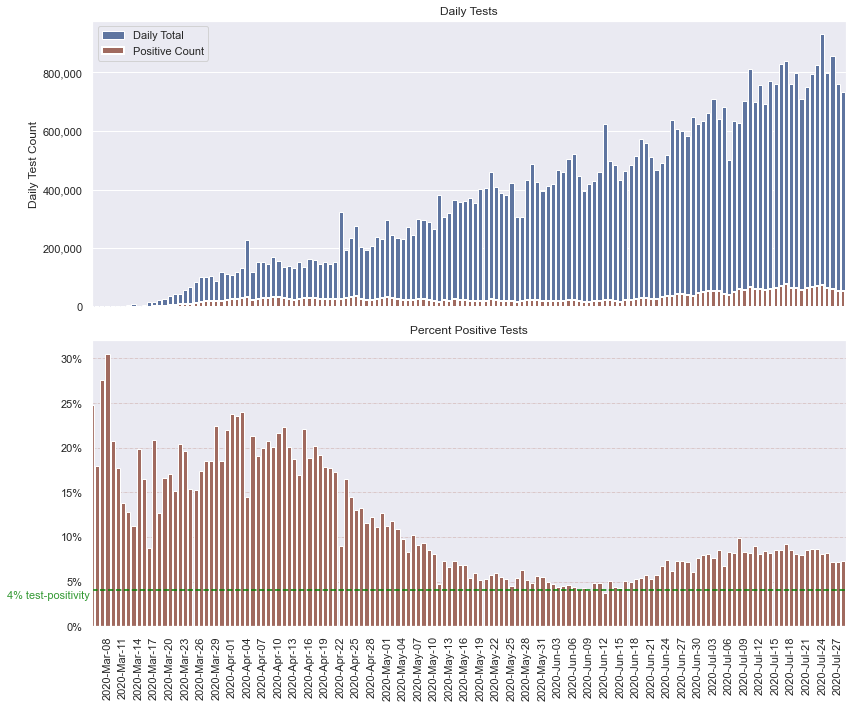 Daily Tests
Daily Total
Positive Count
Daily Test Count
800,000
600,000
400,000
200,000
0
Percent Positive Tests
30%
25%
20%
15%
10%
5%
4% test-positivity
0%
2020-Mar-08
2020-Mar-11
2020-Mar-14
2020-Mar-17
2020-Mar-20
2020-Mar-23
2020-Mar-26
2020-Mar-29
2020-Apr-01
2020-Apr-04
2020-Apr-07
2020-Apr-10
2020-Apr-13
2020-Apr-16
2020-Apr-19
2020-Apr-22
2020-Apr-25
2020-Apr-28
2020-May-01
2020-May-04
2020-May-07
2020-May-10
2020-May-13
2020-May-16
2020-May-19
2020-May-22
2020-May-25
2020-May-28
2020-May-31
2020-Jun-03
2020-Jun-06
2020-Jun-09
2020-Jun-12
2020-Jun-15
2020-Jun-18
2020-Jun-21
2020-Jun-24
2020-Jun-27
2020-Jun-30
2020-Jul-03
2020-Jul-06
2020-Jul-09
2020-Jul-12
2020-Jul-15
2020-Jul-18
2020-Jul-21
2020-Jul-24
2020-Jul-27